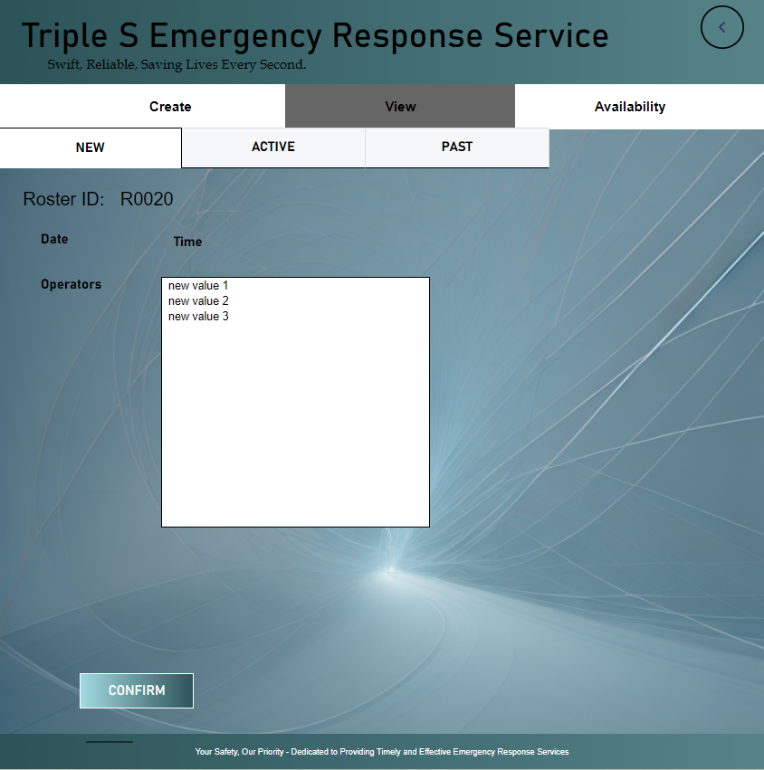 Triple S Emergency Response Service
Swift, Reliable, Saving Lives Every Second.
Create View Availability
NEW ACTIVE PAST
Roster ID: R0020
Date Time
Operators
new value 1
new value 2
new value 3
CONFIRM
Your Safety, Our Priority - Dedicated to Providing Timely and Effective Emergency Response Services